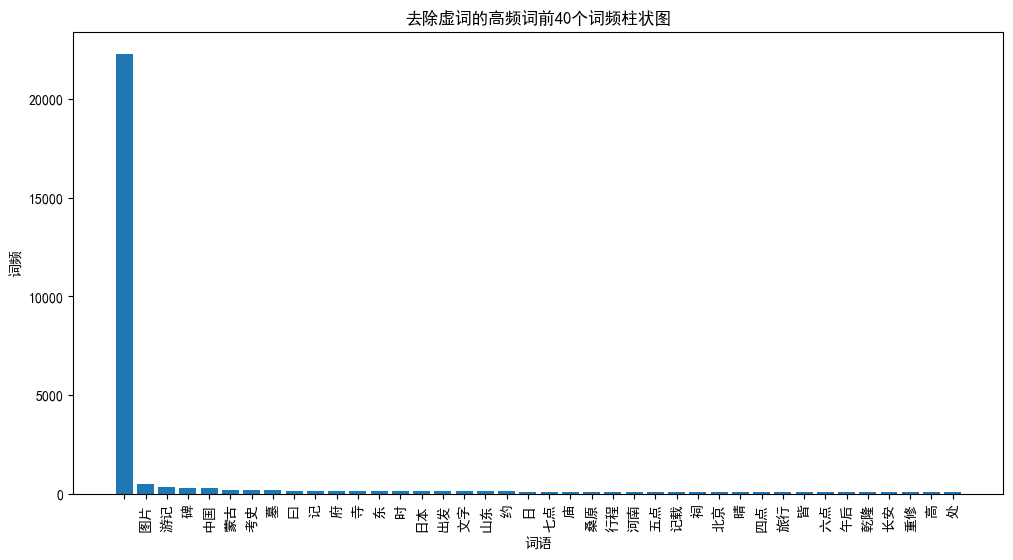 去除虚词的高频词前40个词频柱状图
词频
20000
15000
10000
5000
0
图片
游记
碑
中国
蒙古
考史
墓
曰
记
府
寺
东
时
日本
出发
文字
山东
约
日
七点
庙
桑原
行程
河南
五点
记载
祠
北京
晴
四点
旅行
皆
六点
午后
乾隆
长安
重修
高
处
词语